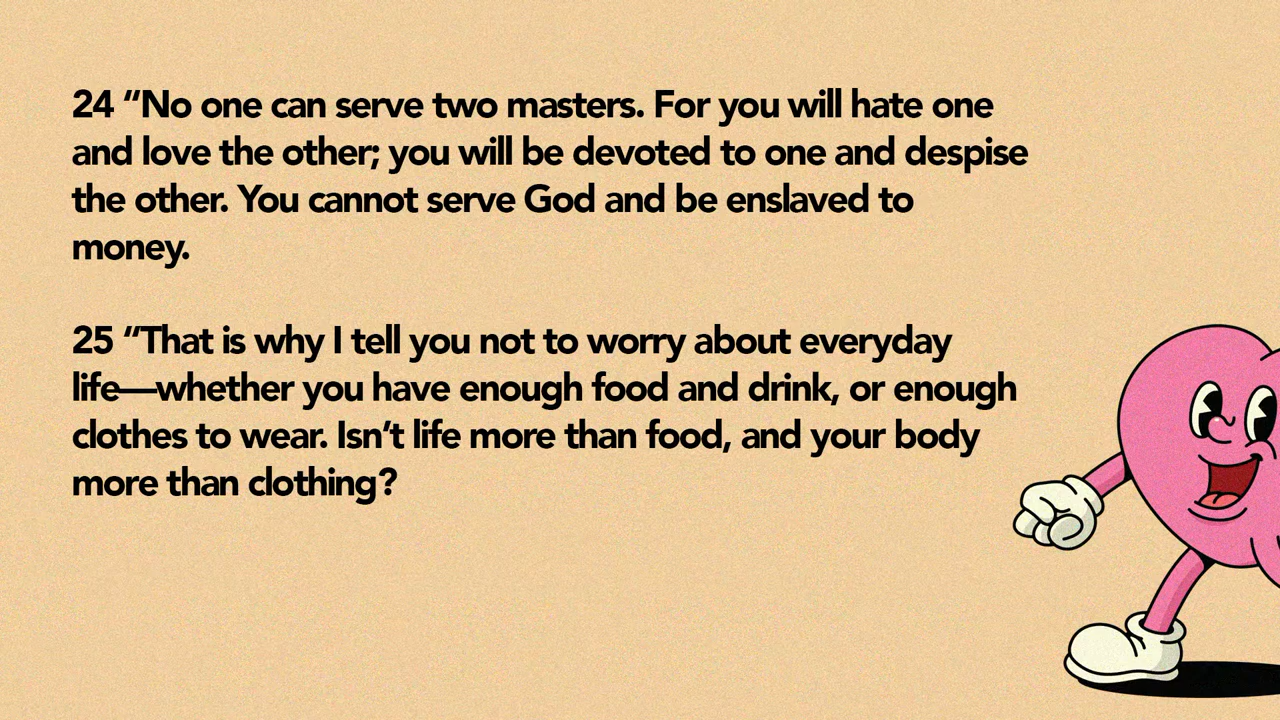 24 “No one can serve two masters. For you will hate one
and love the other; you will be devoted to one and despise
the other. You cannot serve God and be enslaved to
money.
25 “That is why I tell you not to worry about everyday
life—whether you have enough food and drink, or enough
clothes to wear. Isn’t life more than food, and your body
more than clothing?